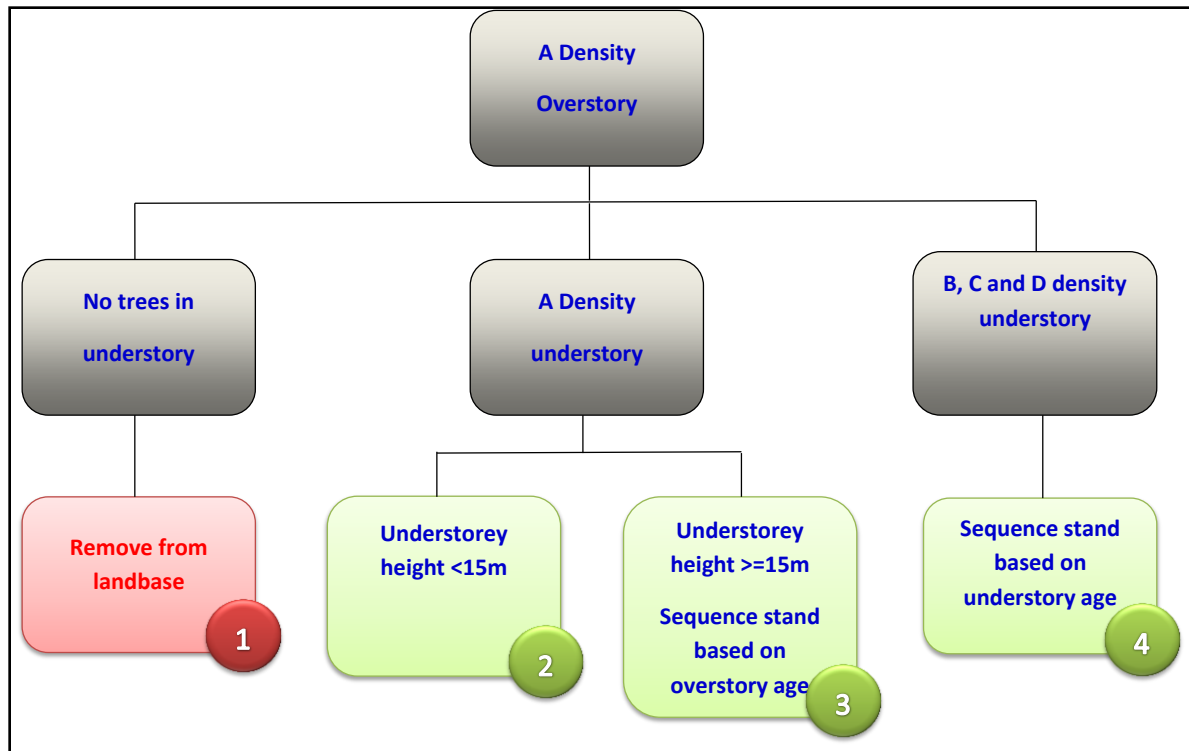 A Density
Overstory
No trees in
understory
A Density
understory
B, C and D density
understory
Remove from
landbase
1
Understorey
height <15m
2
Understorey
height >=15m
Sequence stand
based on
overstory age
3
Sequence stand
based on
understory age
4